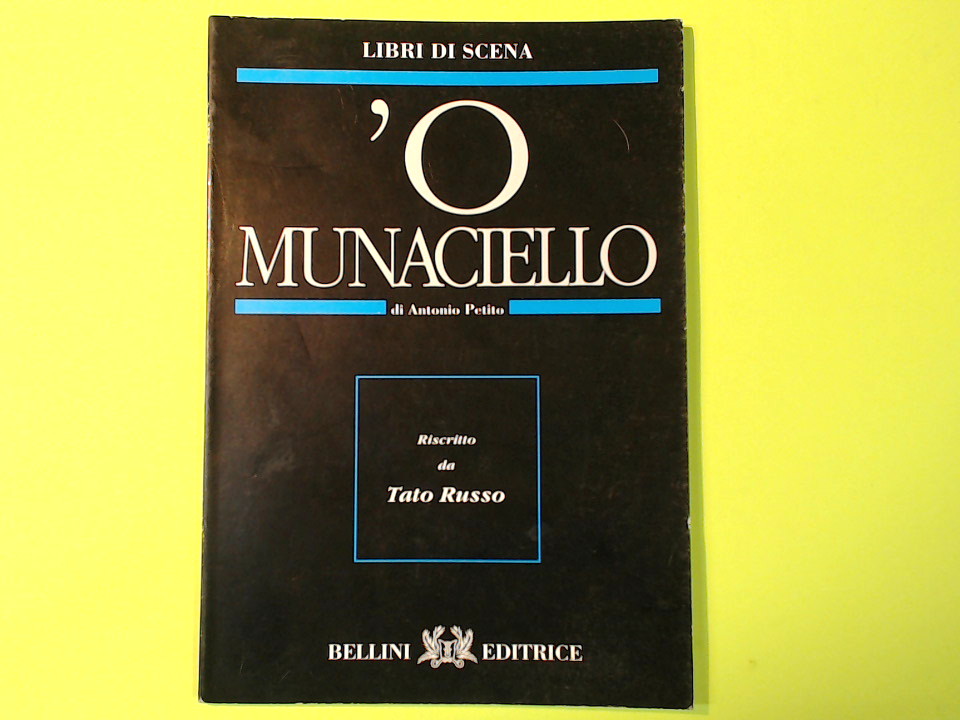 LIBRI DI SCENA
’O
MUNACIELLO
di Antonio Petito
Riscritto
da
Tato Russo
BELLINI EDITRICE